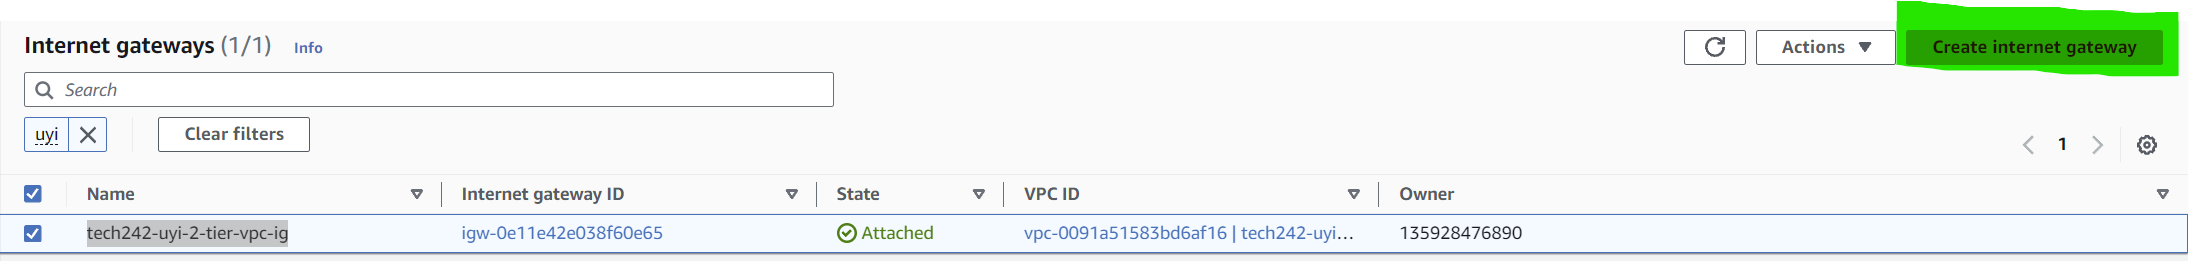 Internet gateways (1/1) Info
Actions
Create internet gateway
Search
uyi
Clear filters
1
Name Internet gateway ID State VPC ID Owner
tech242-uyi-2-tier-vpc-ig igw-0e11e42e038f60e65 Attached vpc-0091a51583bd6af16 | tech242-uyi... 135928476890